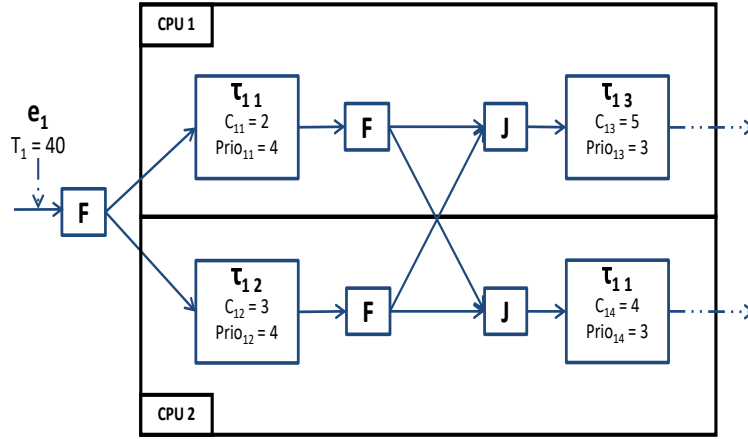 CPU 1
e₁
T₁ = 40
F
τ₁ ₁
C₁₁ = 2
Prio₁₁ = 4
F
J
τ₁ ₃
C₁₃ = 5
Prio₁₃ = 3
τ₁ ₂
C₁₂ = 3
Prio₁₂ = 4
F
J
τ₁ ₁
C₁₄ = 4
Prio₁₄ = 3
CPU 2